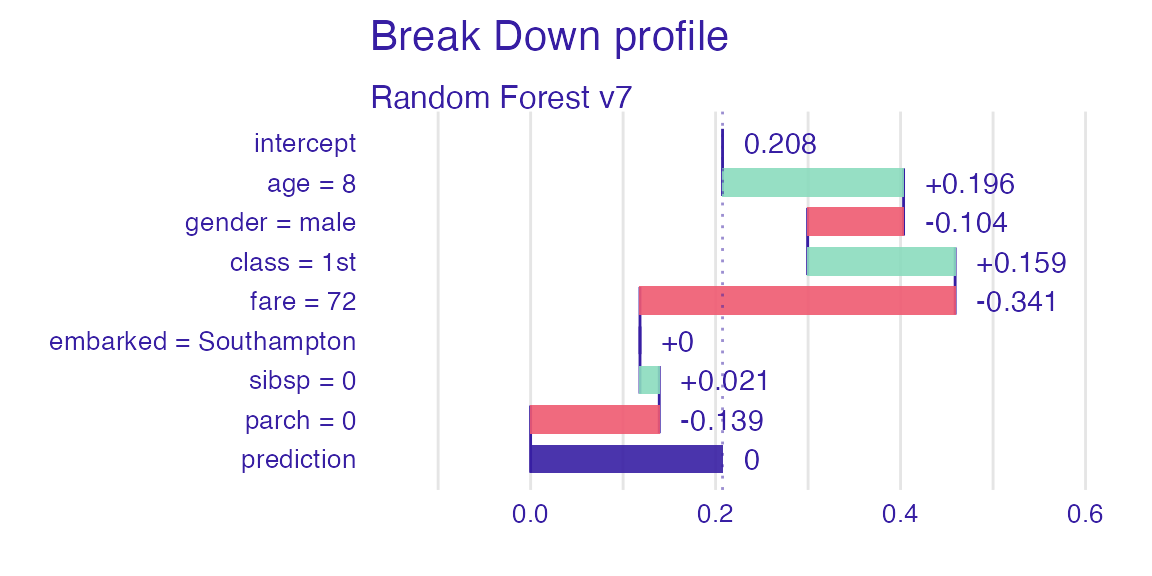 Break Down profile
Random Forest v7
intercept 0.208
age = 8 +0.196
gender = male -0.104
class = 1st +0.159
fare = 72 -0.341
embarked = Southampton +0
sibsp = 0 +0.021
parch = 0 -0.139
prediction 0
0.0 0.2 0.4 0.6